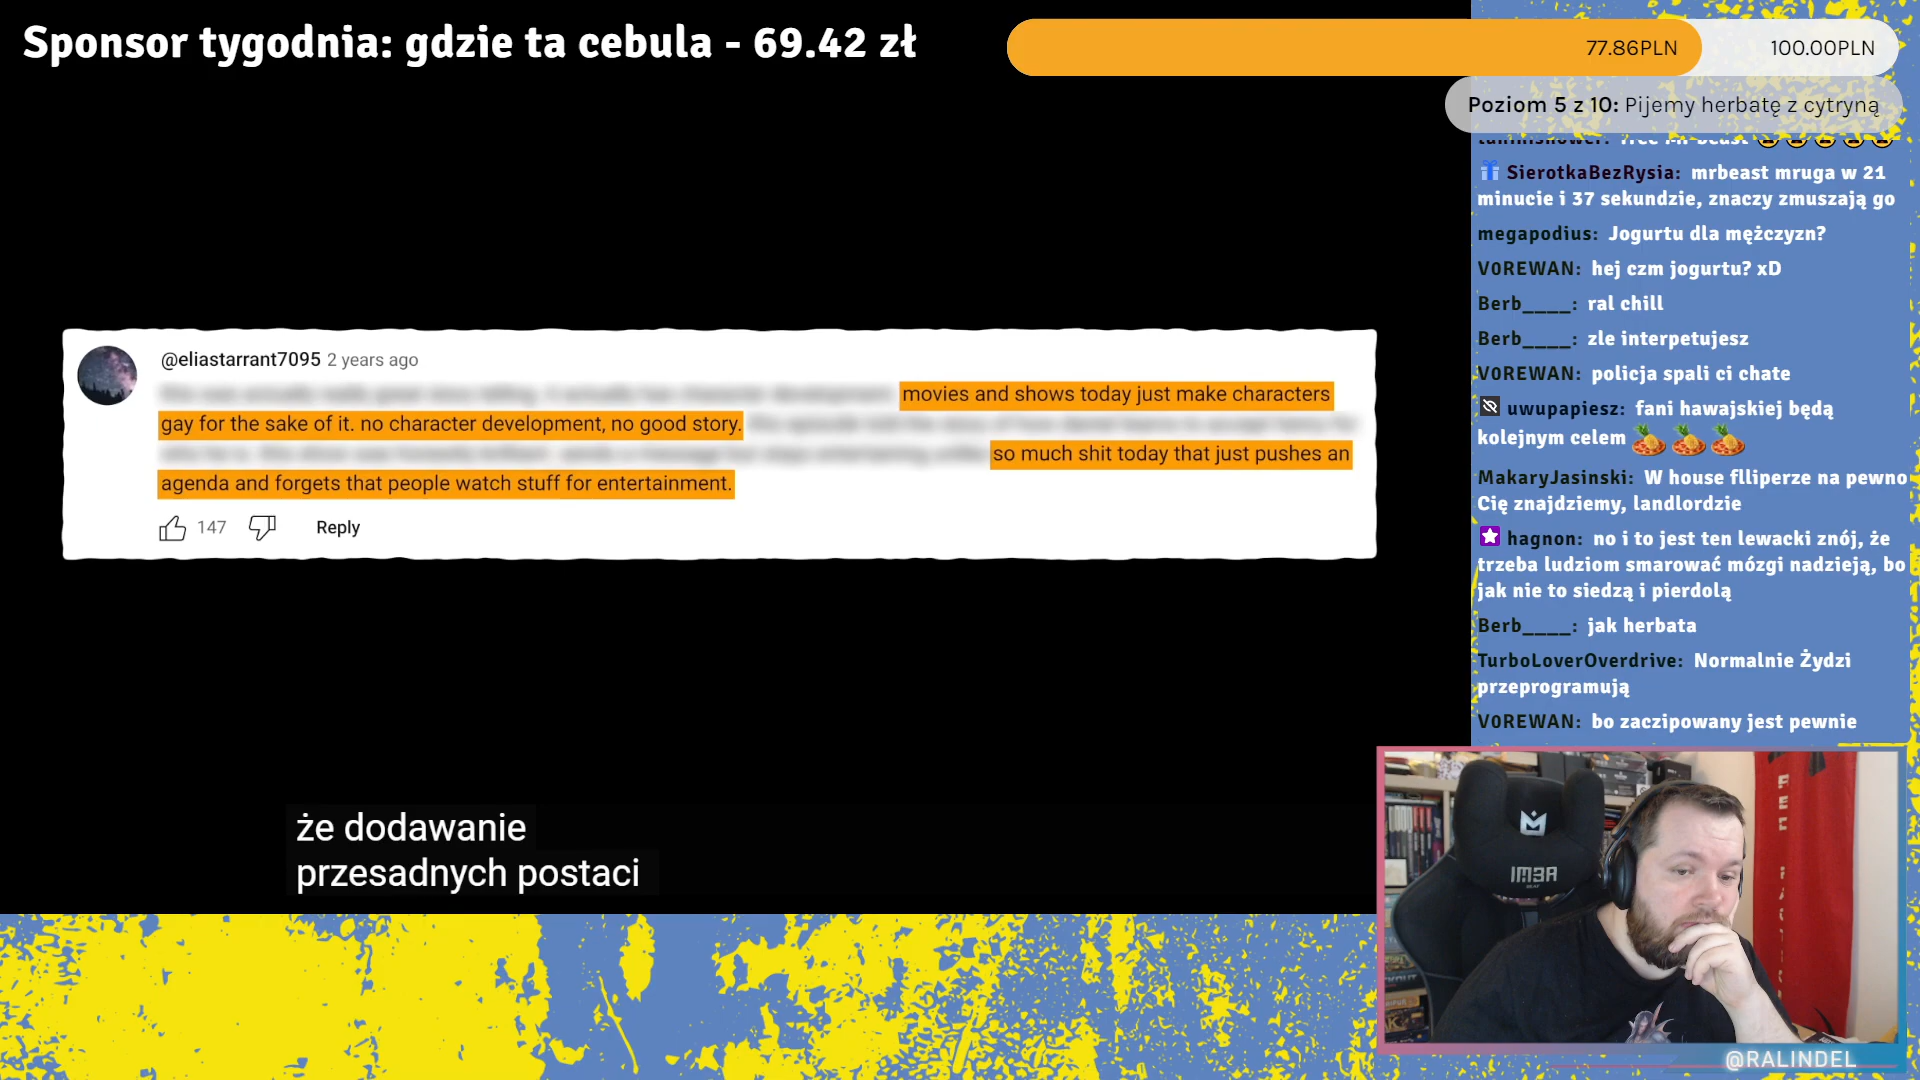 Sponsor tygodnia: gdzie ta cebula - 69.42 zł
77.86PLN
100.00PLN
Poziom 5 z 10: Pijemy herbatę z cytryną
SierotkaBezRysia: mrbeast mruga w 21
minucie i 37 sekundzie, znaczy zmuszają go
megapodius: Jogurtu dla mężczyzn?
V0REWAN: hej czm jogurtu? xD
Berb____: ral chill
Berb____: zle interpetujesz
V0REWAN: policja spali ci chate
uwupapiesz: fani hawajskiej będą
kolejnym celem
MakaryJasinski: W house flliperze na pewno
Cię znajdziemy, landlordzie
hagnon: no i to jest ten lewacki znój, że
trzeba ludziom smarować mózgi nadzieją, bo
jak nie to siedzą i pierdolą
Berb____: jak herbata
TurboLoverOverdrive: Normalnie Żydzi
przeprogramują
V0REWAN: bo zaczipowany jest pewnie
@eliastarrant7095 2 years ago
movies and shows today just make characters
gay for the sake of it. no character development, no good story.
so much shit today that just pushes an
agenda and forgets that people watch stuff for entertainment.
147
Reply
że dodawanie
przesadnych postaci
IM3A
@RALINDEL